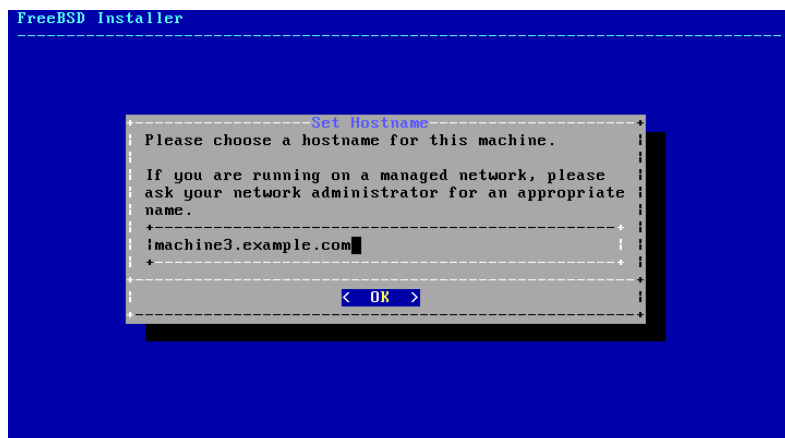 FreeBSD Installer
Set Hostname
Please choose a hostname for this machine.
If you are running on a managed network, please
ask your network administrator for an appropriate
name.
machine3.example.com
< OK >